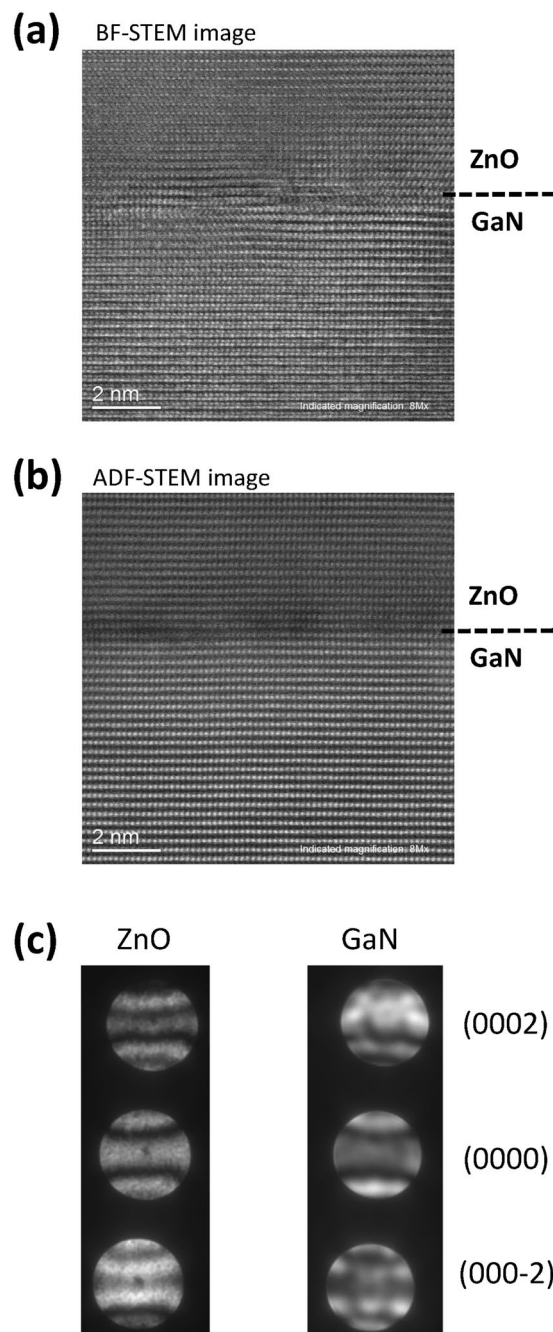 (a)
BF-STEM image
ZnO
GaN
2 nm
Indicated magnification: 8Mx
(b)
ADF-STEM image
ZnO
GaN
2 nm
Indicated magnification: 8Mx
(c)
ZnO GaN
(0002)
(0000)
(000-2)